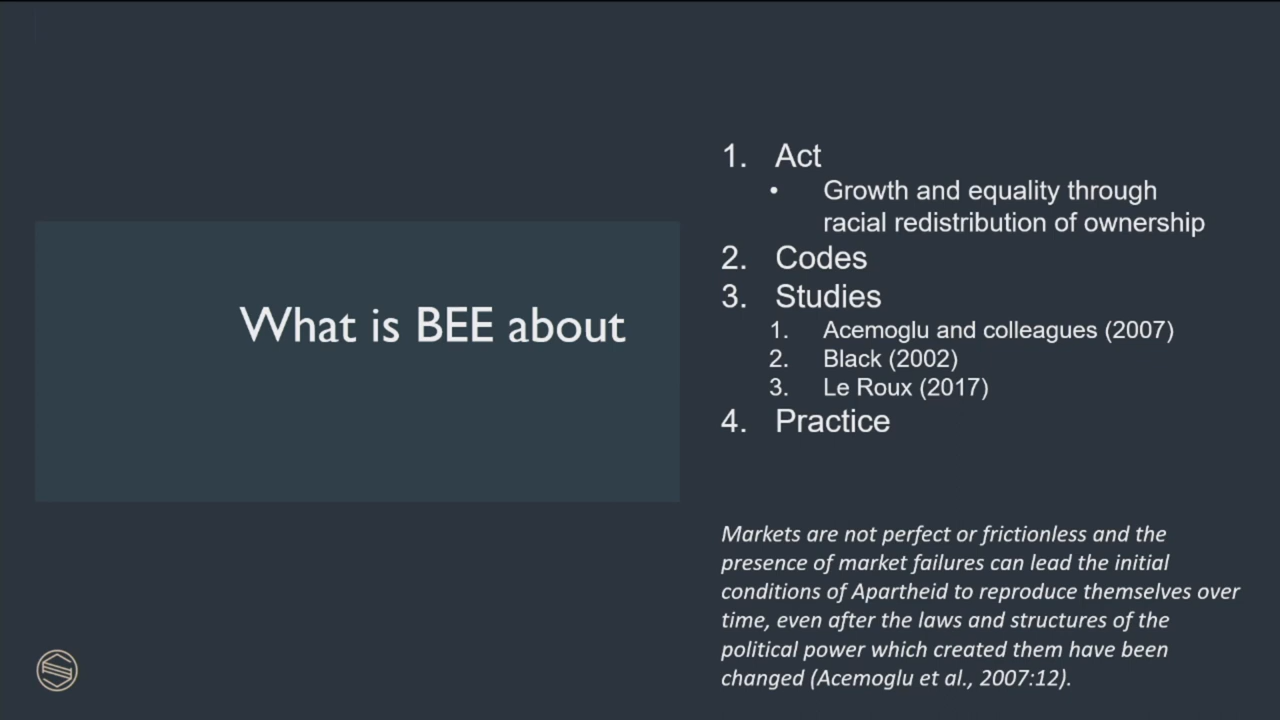 What is BEE about
1. Act
• Growth and equality through
racial redistribution of ownership
2. Codes
3. Studies
1. Acemoglu and colleagues (2007)
2. Black (2002)
3. Le Roux (2017)
4. Practice
Markets are not perfect or frictionless and the
presence of market failures can lead the initial
conditions of Apartheid to reproduce themselves over
time, even after the laws and structures of the
political power which created them have been
changed (Acemoglu et al., 2007:12).